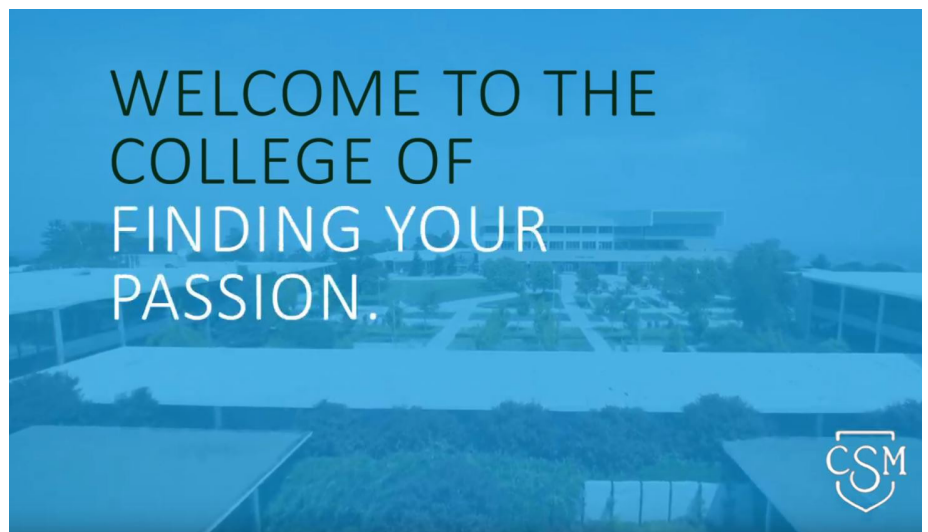 WELCOME TO THE
COLLEGE OF
FINDING YOUR
PASSION.
CSM